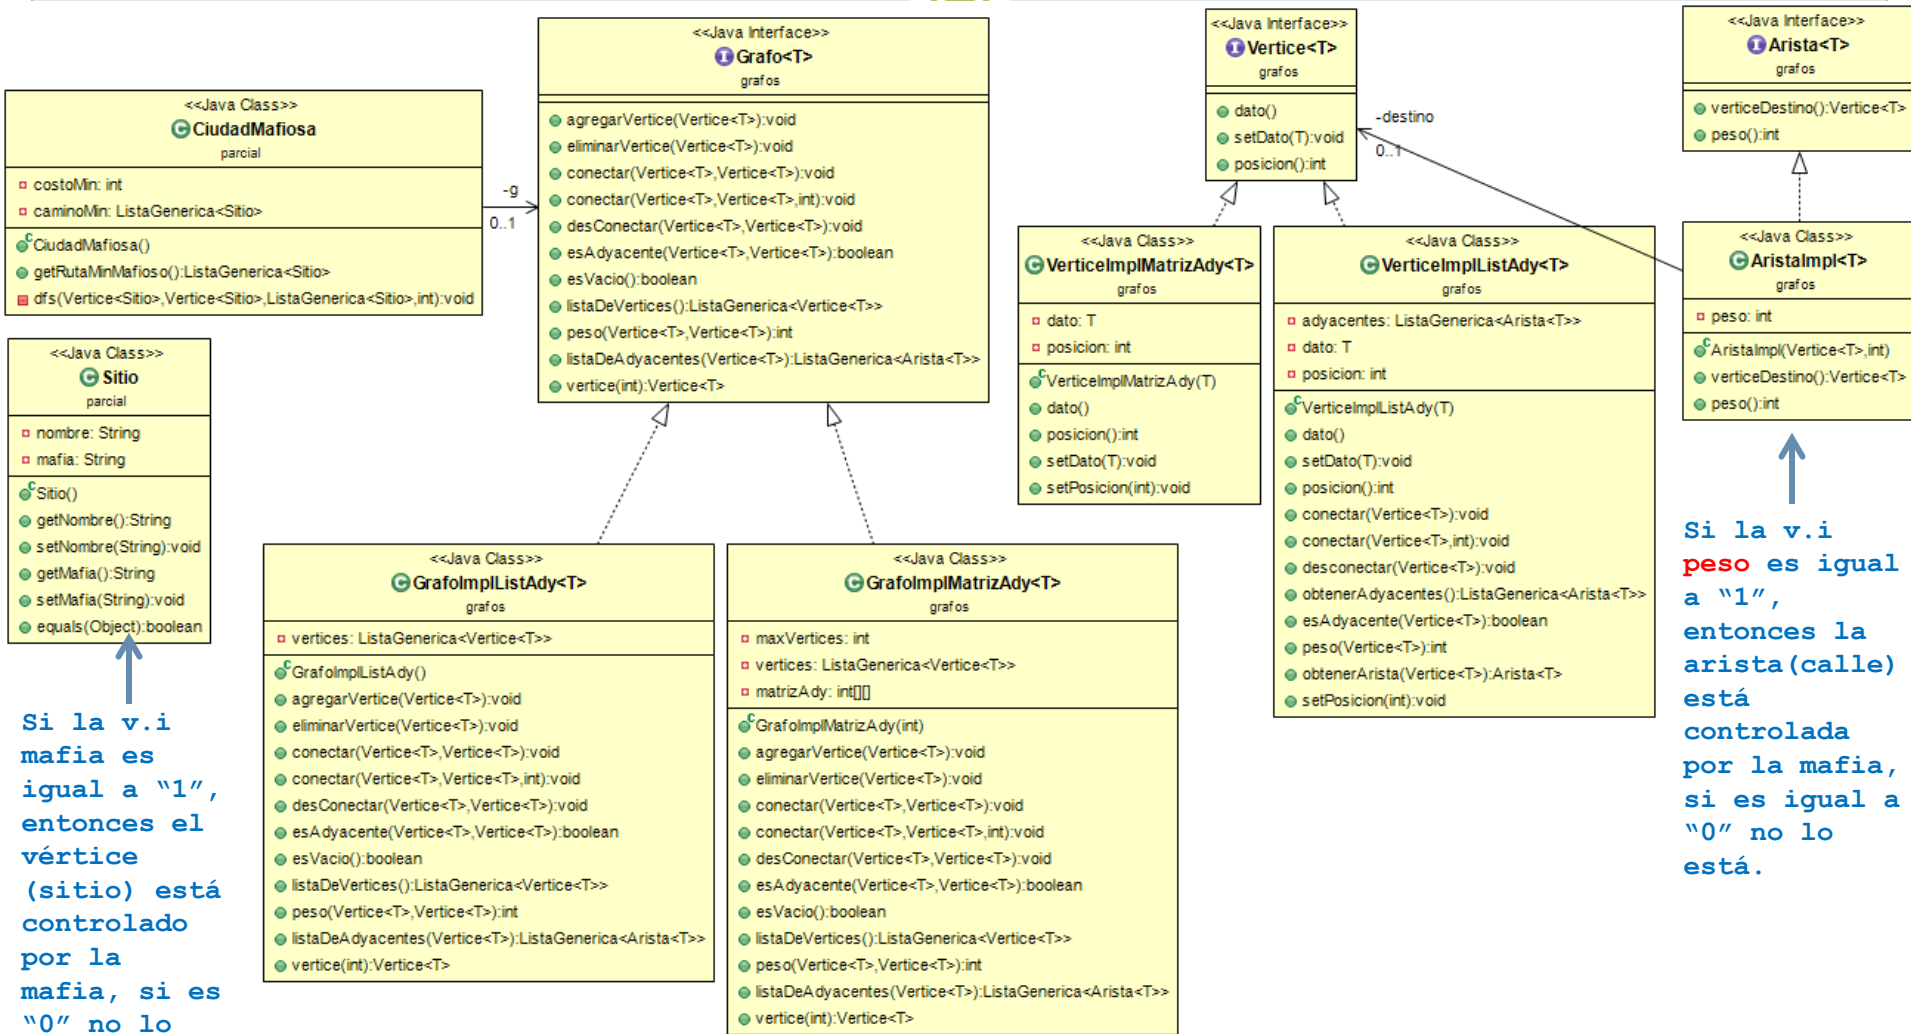 <<Java Class>>
CiudadMafiosa
parcial
costoMin: int
caminoMin: ListaGenerica<Sitio>
CiudadMafiosa()
getRutaMinMafioso():ListaGenerica<Sitio>
dfs(Vertice<Sitio>,Vertice<Sitio>,ListaGenerica<Sitio>,int):void
-g
0..1
<<Java Interface>>
Grafo<T>
grafos
agregarVertice(Vertice<T>):void
eliminarVertice(Vertice<T>):void
conectar(Vertice<T>,Vertice<T>):void
conectar(Vertice<T>,Vertice<T>,int):void
desConectar(Vertice<T>,Vertice<T>):void
esAdyacente(Vertice<T>,Vertice<T>):boolean
esVacio():boolean
listaDeVertices():ListaGenerica<Vertice<T>>
peso(Vertice<T>,Vertice<T>):int
listaDeAdyacentes(Vertice<T>):ListaGenerica<Arista<T>>
vertice(int):Vertice<T>
<<Java Interface>>
Vertice<T>
grafos
dato()
setDato(T):void
posicion():int
-destino
0..1
<<Java Interface>>
Arista<T>
grafos
verticeDestino():Vertice<T>
peso():int
<<Java Class>>
VerticeImplMatrizAdy<T>
grafos
dato: T
posicion: int
VerticeImplMatrizAdy(T)
dato()
posicion():int
setDato(T):void
setPosicion(int):void
<<Java Class>>
VerticeImplListAdy<T>
grafos
adyacentes: ListaGenerica<Arista<T>>
dato: T
posicion: int
VerticeImplListAdy(T)
dato()
setDato(T):void
posicion():int
conectar(Vertice<T>):void
conectar(Vertice<T>,int):void
desconectar(Vertice<T>):void
obtenerAdyacentes():ListaGenerica<Arista<T>>
esAdyacente(Vertice<T>):boolean
peso(Vertice<T>):int
obtenerArista(Vertice<T>):Arista<T>
setPosicion(int):void
<<Java Class>>
AristaImpl<T>
grafos
peso: int
AristaImpl(Vertice<T>,int)
verticeDestino():Vertice<T>
peso():int
<<Java Class>>
Sitio
parcial
nombre: String
mafia: String
Sitio()
getNombre():String
setNombre(String):void
getMafia():String
setMafia(String):void
equals(Object):boolean
<<Java Class>>
GrafoImplListAdy<T>
grafos
vertices: ListaGenerica<Vertice<T>>
GrafoImplListAdy()
agregarVertice(Vertice<T>):void
eliminarVertice(Vertice<T>):void
conectar(Vertice<T>,Vertice<T>):void
conectar(Vertice<T>,Vertice<T>,int):void
desConectar(Vertice<T>,Vertice<T>):void
esAdyacente(Vertice<T>,Vertice<T>):boolean
esVacio():boolean
listaDeVertices():ListaGenerica<Vertice<T>>
peso(Vertice<T>,Vertice<T>):int
listaDeAdyacentes(Vertice<T>):ListaGenerica<Arista<T>>
vertice(int):Vertice<T>
<<Java Class>>
GrafoImplMatrizAdy<T>
grafos
maxVertices: int
vertices: ListaGenerica<Vertice<T>>
matrizAdy: int[][]
GrafoImplMatrizAdy(int)
agregarVertice(Vertice<T>):void
eliminarVertice(Vertice<T>):void
conectar(Vertice<T>,Vertice<T>):void
conectar(Vertice<T>,Vertice<T>,int):void
desConectar(Vertice<T>,Vertice<T>):void
esAdyacente(Vertice<T>,Vertice<T>):boolean
esVacio():boolean
listaDeVertices():ListaGenerica<Vertice<T>>
peso(Vertice<T>,Vertice<T>):int
listaDeAdyacentes(Vertice<T>):ListaGenerica<Arista<T>>
vertice(int):Vertice<T>
Si la v.i
mafia es
igual a “1”,
entonces el
vértice
(sitio) está
controlado
por la
mafia, si es
“0” no lo
Si la v.i
peso es igual
a “1”,
entonces la
arista(calle)
está
controlada
por la mafia,
si es igual a
“0” no lo
está.